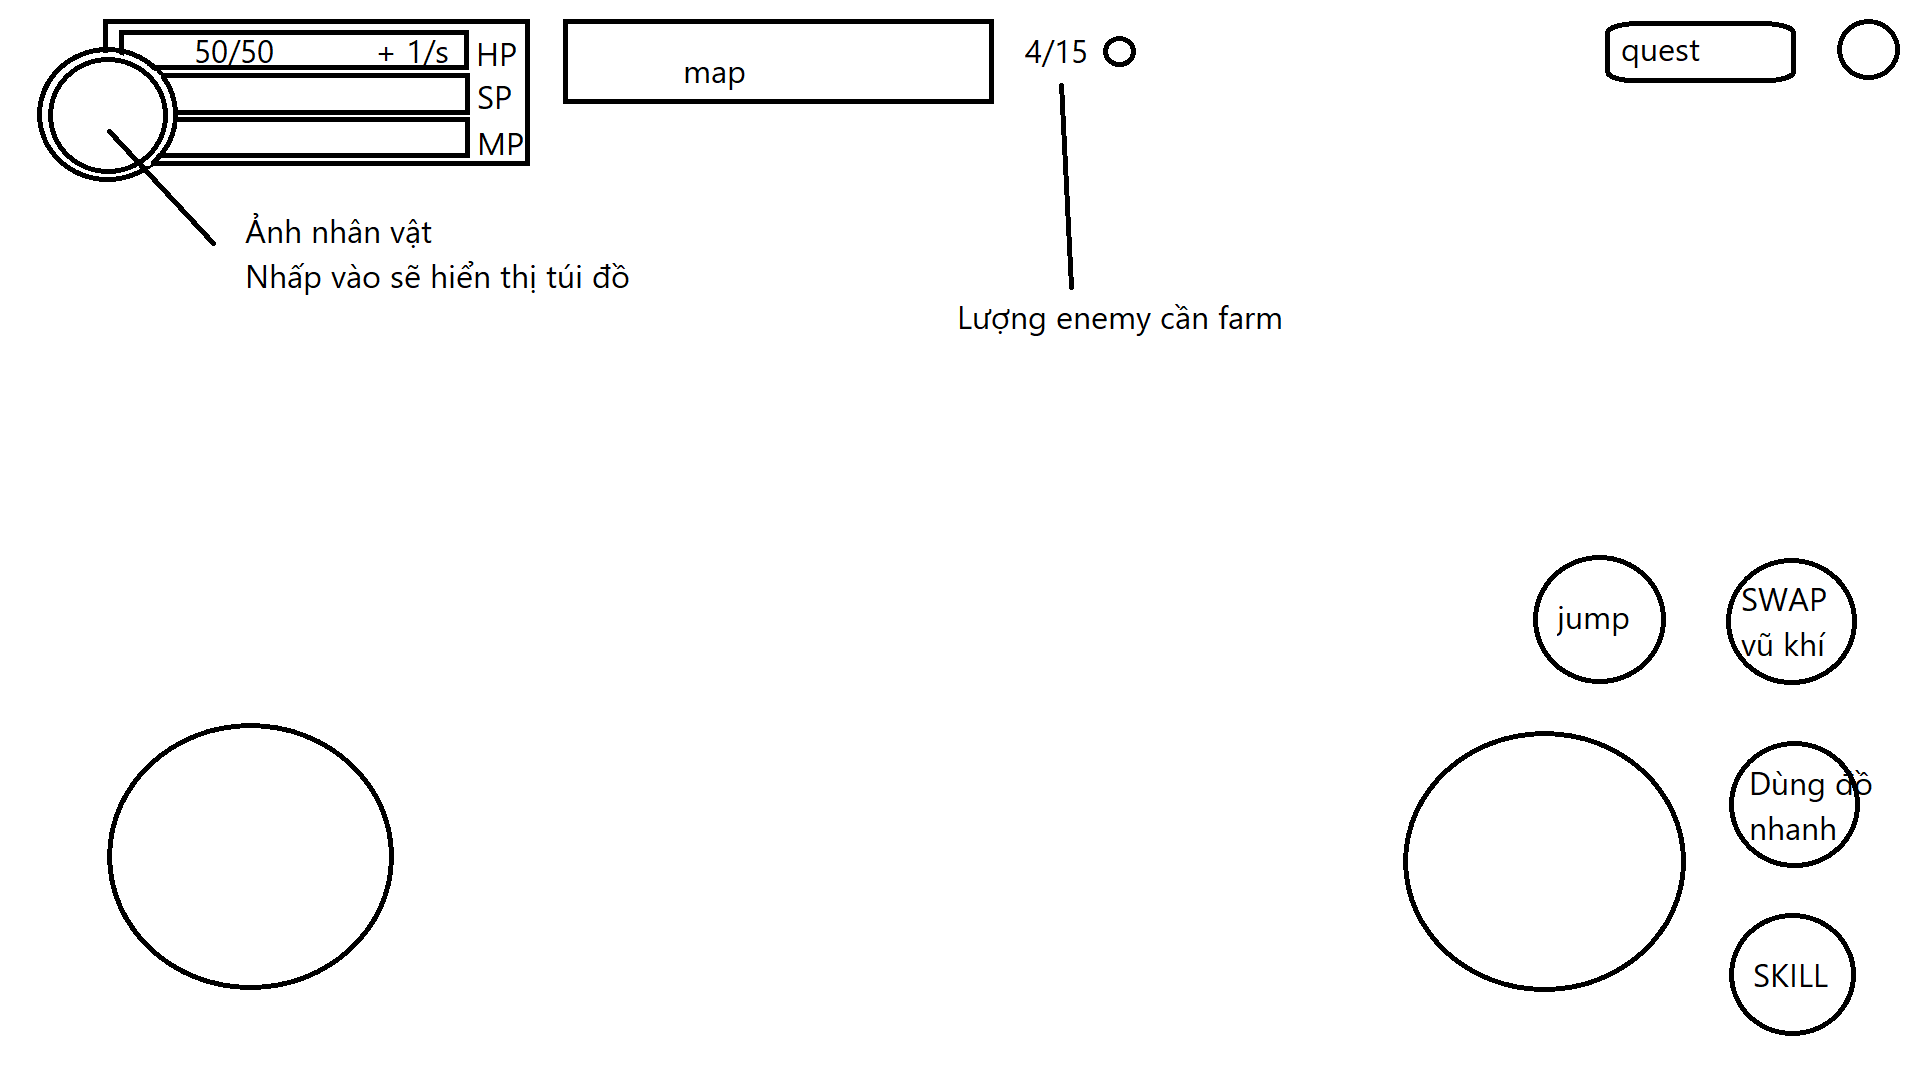 50/50 + 1/s HP
SP
MP
map
4/15
quest
Ảnh nhân vật
Nhấp vào sẽ hiển thị túi đồ
Lượng enemy cần farm
jump
SWAP
vũ khí
Dùng đồ
nhanh
SKILL